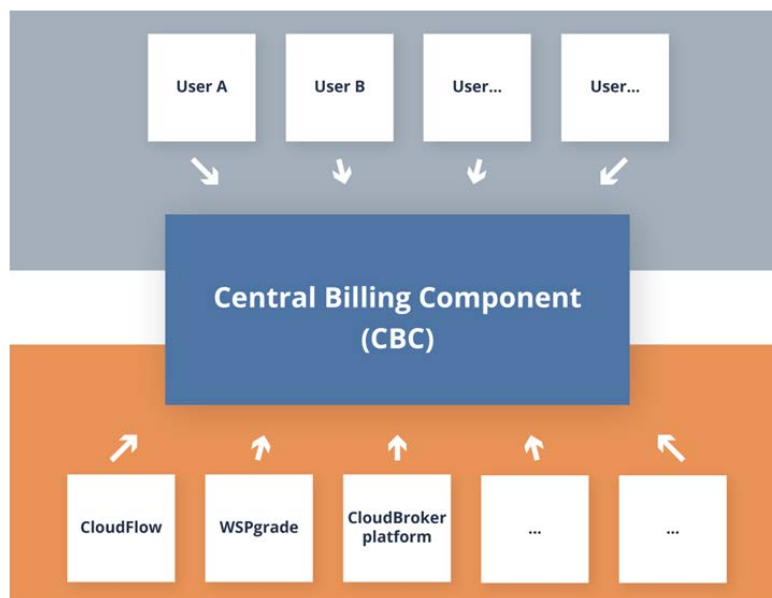 User A
User B
User...
User...
Central Billing Component
(CBC)
CloudFlow
WSPgrade
CloudBroker
platform
...
...